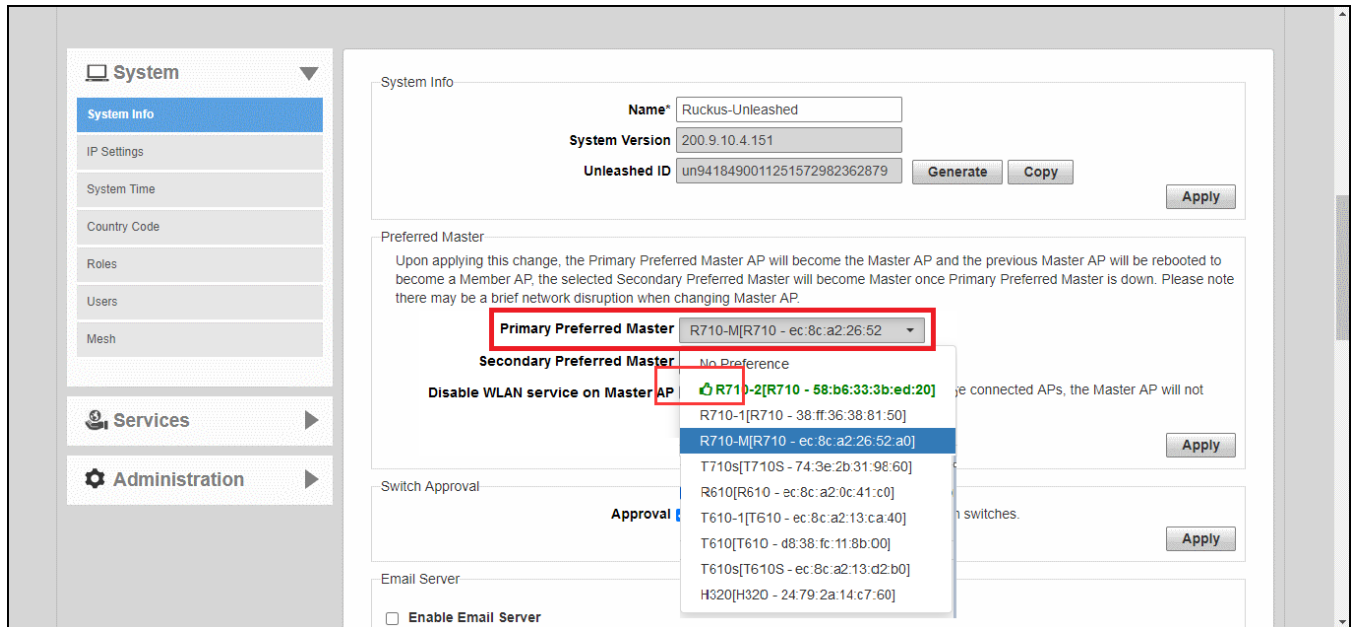 System
System Info
IP Settings
System Time
Country Code
Roles
Users
Mesh
Services
Administration
System Info
Name* Ruckus-Unleashed
System Version 200.9.10.4.151
Unleashed ID un9418490011251572982362879 Generate Copy
Apply
Preferred Master
Upon applying this change, the Primary Preferred Master AP will become the Master AP and the previous Master AP will be rebooted to
become a Member AP, the selected Secondary Preferred Master will become Master once Primary Preferred Master is down. Please note
there may be a brief network disruption when changing Master AP.
Primary Preferred Master R710-M[R710 - ec:8c:a2:26:52
Secondary Preferred Master
No Preference
Disable WLAN service on Master AP
R710-2[R710 - 58:b6:33:3b:ed:20]
connected APs, the Master AP will not
R710-1[R710 - 38:ff:36:38:81:50]
R710-M[R710 - ec:8c:a2:26:52:a0]
Apply
T710s[T710S - 74:3e:2b:31:98:60]
R610[R610 - ec:8c:a2:0c:41:c0]
T610-1[T610 - ec:8c:a2:13:ca:40]
T610[T610 - d8:38:fc:11:8b:00]
T610s[T610S - ec:8c:a2:13:d2:b0]
H320[H320 - 24:79:2a:14:c7:60]
Switch Approval
Approval
switches.
Apply
Email Server
Enable Email Server